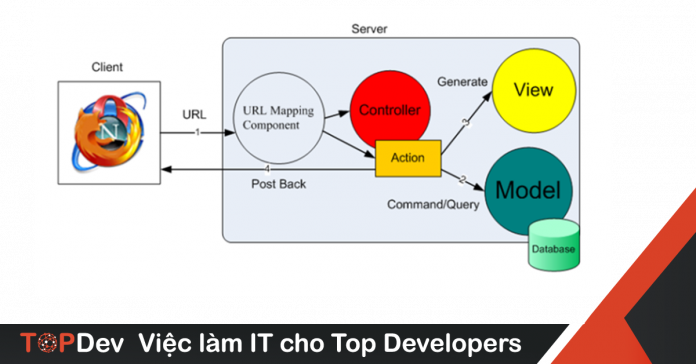 Server
Client
URL
1
N
URL Mapping
Component
Controller
Action
Generate
3
View
2
Command/Query
Model
Database
4
Post Back
TOPDev Việc làm IT cho Top Developers